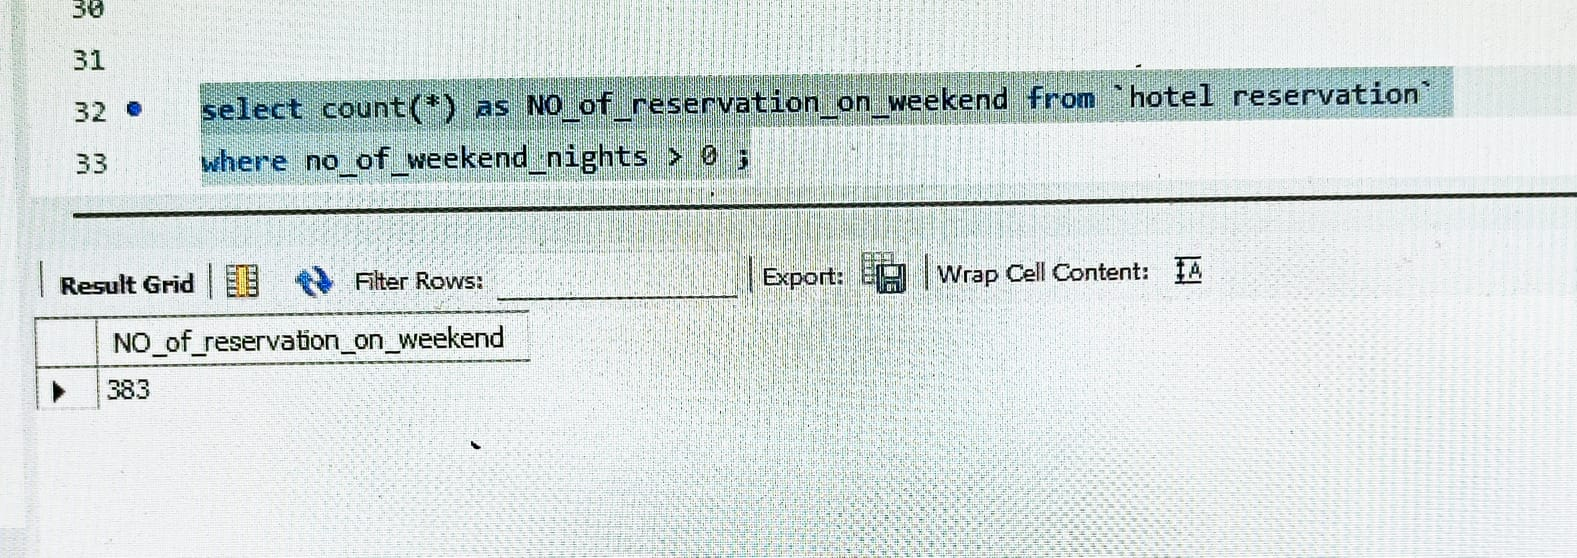 30
31
32 select count(*) as NO_of_reservation_on_weekend from `hotel reservation`
33 where no_of_weekend_nights > 0 ;
Result Grid Filter Rows: Export: Wrap Cell Content: IA
NO_of_reservation_on_weekend
383